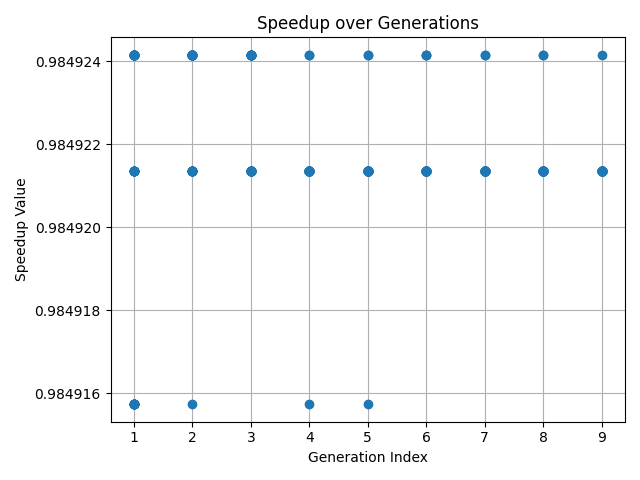 Speedup over Generations
Speedup Value
0.984924
0.984922
0.984920
0.984918
0.984916
1 2 3 4 5 6 7 8 9
Generation Index